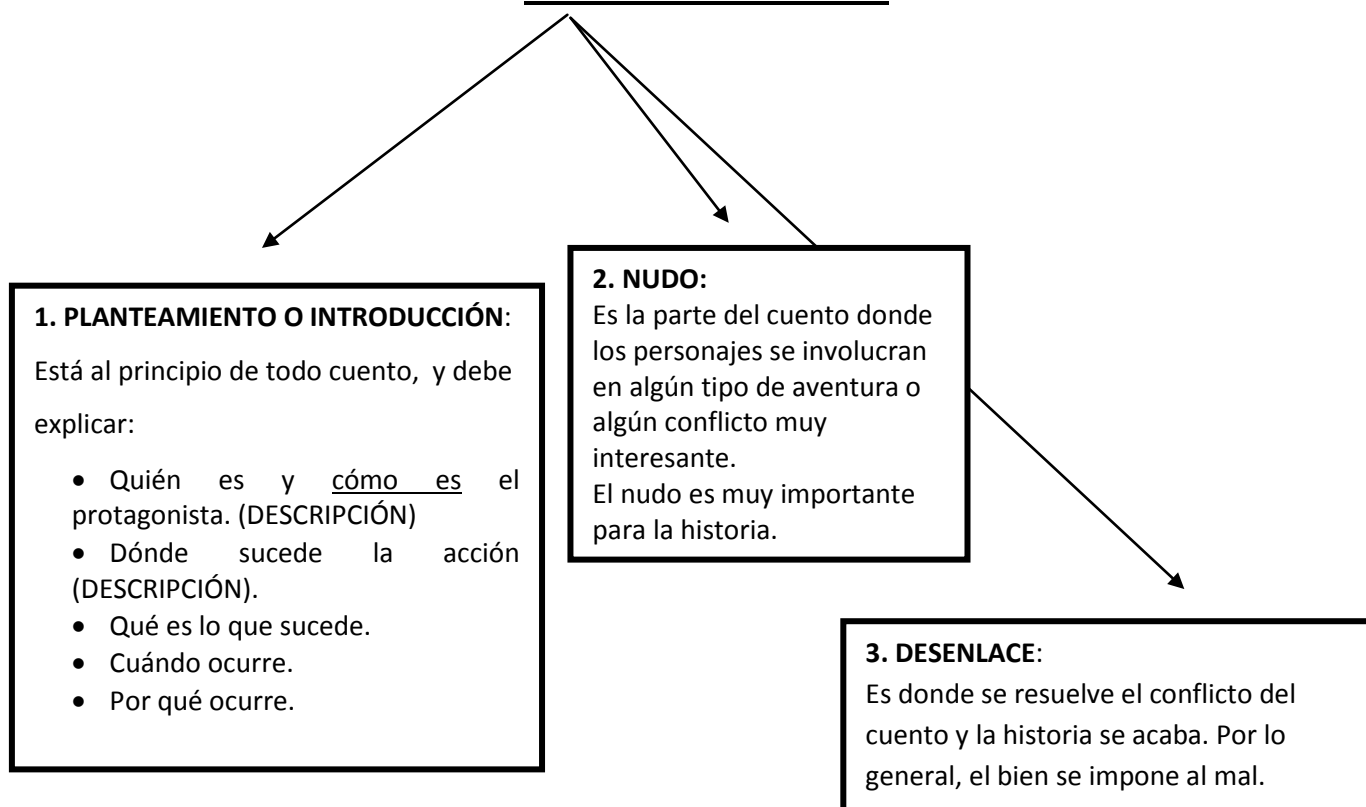 1. PLANTEAMIENTO O INTRODUCCIÓN:
Está al principio de todo cuento, y debe
explicar:
• Quién es y cómo es el
protagonista. (DESCRIPCIÓN)
• Dónde sucede la acción
(DESCRIPCIÓN).
• Qué es lo que sucede.
• Cuándo ocurre.
• Por qué ocurre.
2. NUDO:
Es la parte del cuento donde
los personajes se involucran
en algún tipo de aventura o
algún conflicto muy
interesante.
El nudo es muy importante
para la historia.
3. DESENLACE:
Es donde se resuelve el conflicto del
cuento y la historia se acaba. Por lo
general, el bien se impone al mal.